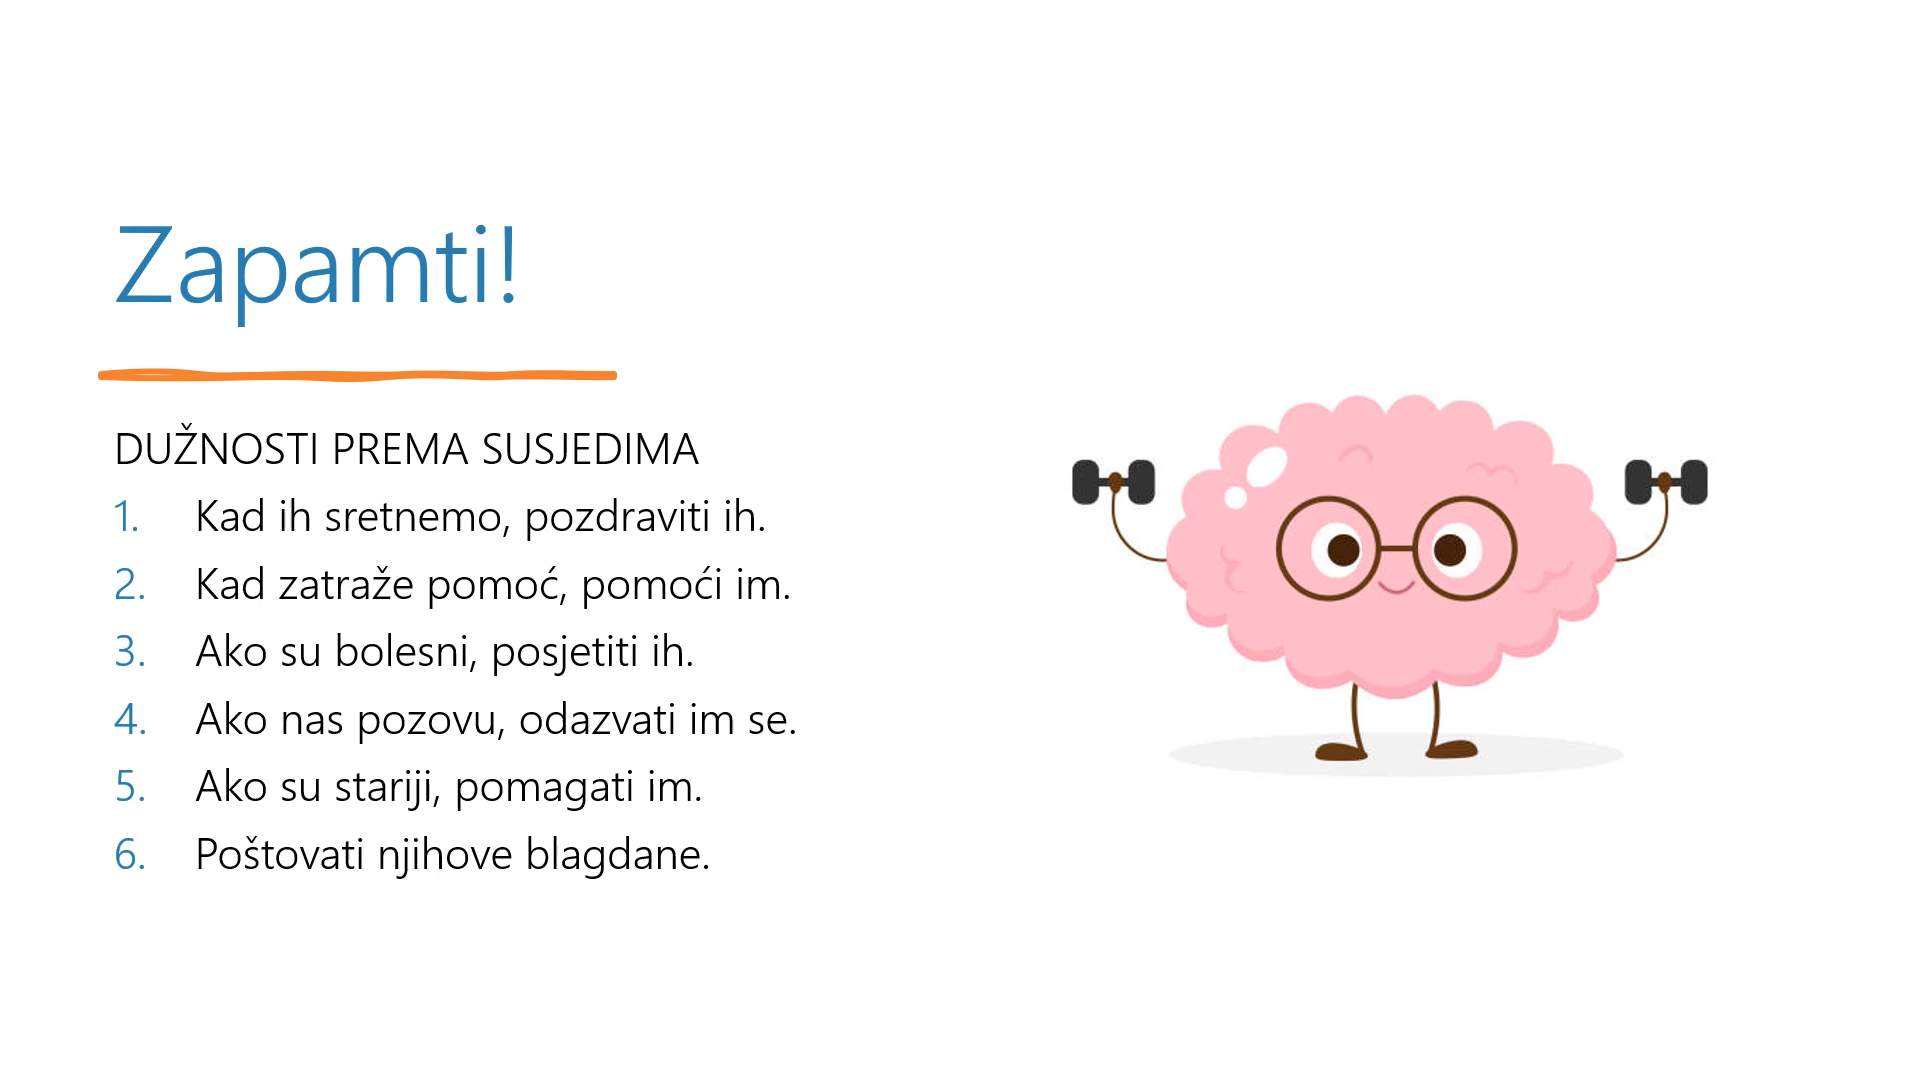 Zapamti!
DUŽNOSTI PREMA SUSJEDIMA
1. Kad ih sretnemo, pozdraviti ih.
2. Kad zatraže pomoć, pomoći im.
3. Ako su bolesni, posjetiti ih.
4. Ako nas pozovu, odazvati im se.
5. Ako su stariji, pomagati im.
6. Poštovati njihove blagdane.